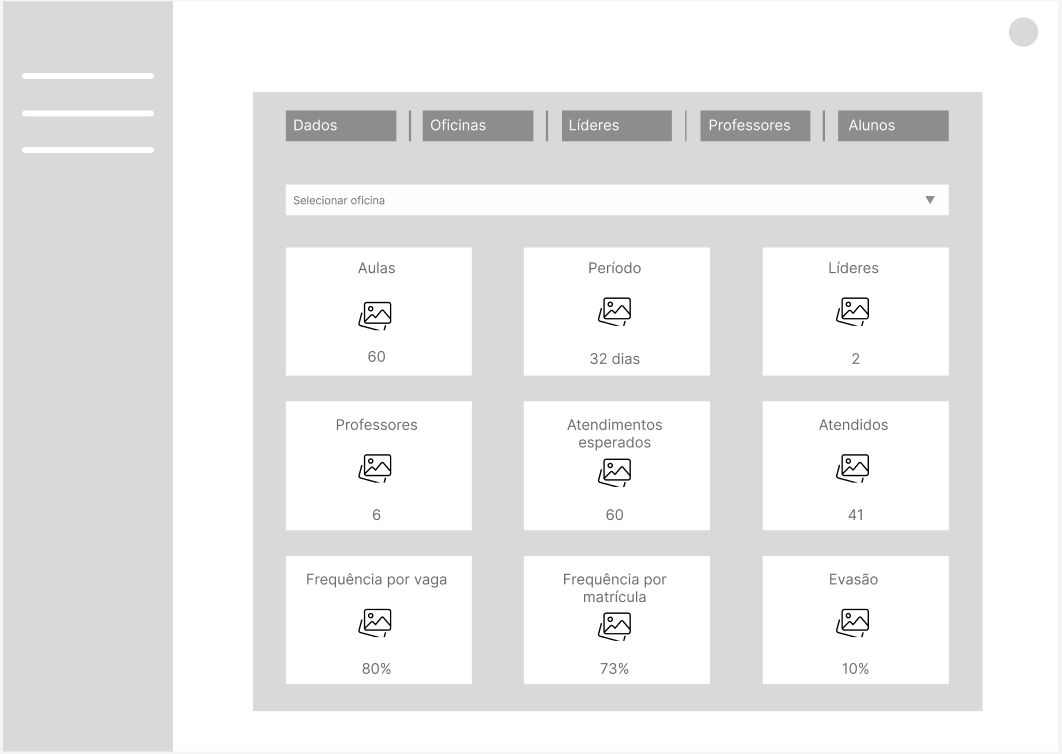 Dados
Oficinas
Líderes
Professores
Alunos
Selecionar oficina
Aulas
60
Período
32 dias
Líderes
2
Professores
6
Atendimentos
esperados
60
Atendidos
41
Frequência por vaga
80%
Frequência por
matrícula
73%
Evasão
10%